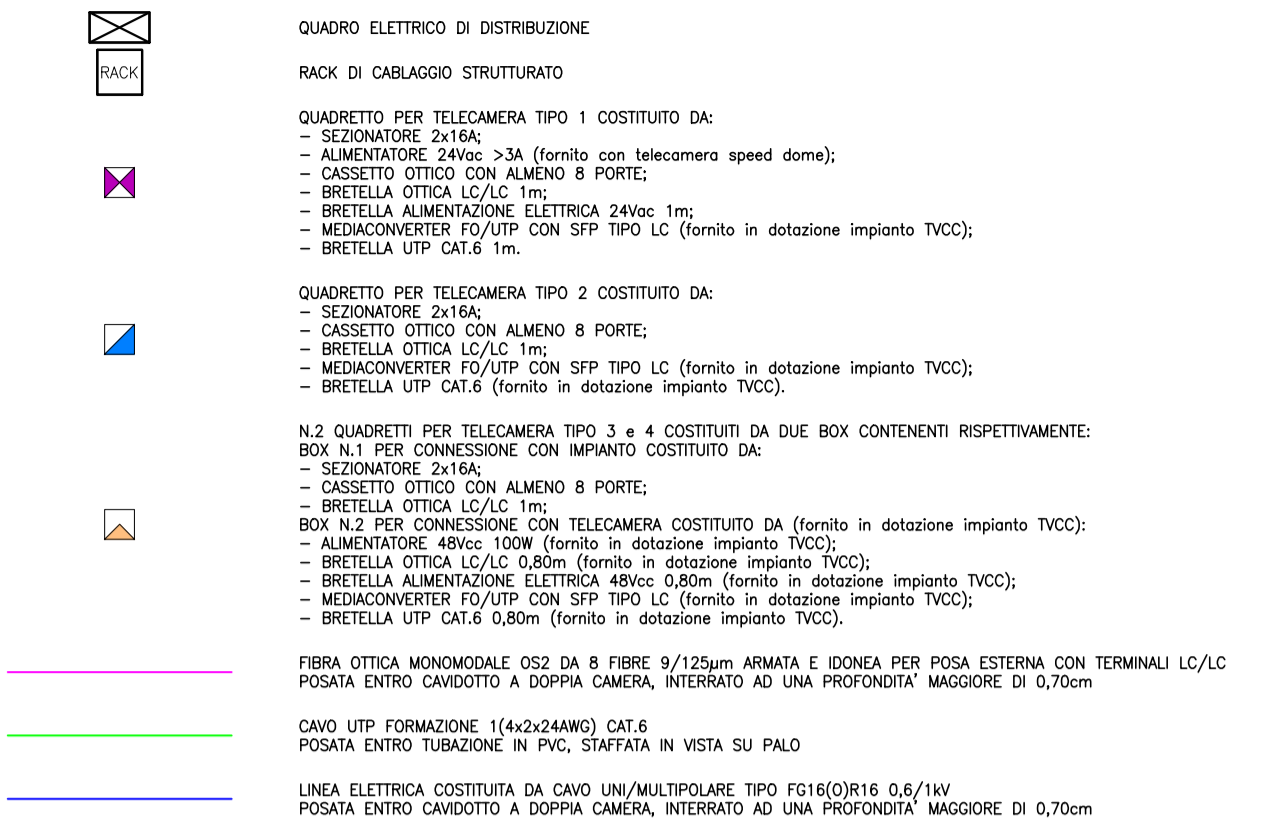 QUADRO ELETTRICO DI DISTRIBUZIONE
RACK
RACK DI CABLAGGIO STRUTTURATO
QUADRETTO PER TELECAMERA TIPO 1 COSTITUITO DA:
– SEZIONATORE 2x16A;
– ALIMENTATORE 24Vac >3A (fornito con telecamera speed dome);
– CASSETTO OTTICO CON ALMENO 8 PORTE;
– BRETELLA OTTICA LC/LC 1m;
– BRETELLA ALIMENTAZIONE ELETTRICA 24Vac 1m;
– MEDIACONVERTER FO/UTP CON SFP TIPO LC (fornito in dotazione impianto TVCC);
– BRETELLA UTP CAT.6 1m.
QUADRETTO PER TELECAMERA TIPO 2 COSTITUITO DA:
– SEZIONATORE 2x16A;
– CASSETTO OTTICO CON ALMENO 8 PORTE;
– BRETELLA OTTICA LC/LC 1m;
– MEDIACONVERTER FO/UTP CON SFP TIPO LC (fornito in dotazione impianto TVCC);
– BRETELLA UTP CAT.6 (fornito in dotazione impianto TVCC).
N.2 QUADRETTI PER TELECAMERA TIPO 3 e 4 COSTITUITI DA DUE BOX CONTENENTI RISPETTIVAMENTE:
BOX N.1 PER CONNESSIONE CON IMPIANTO COSTITUITO DA:
– SEZIONATORE 2x16A;
– CASSETTO OTTICO CON ALMENO 8 PORTE;
– BRETELLA OTTICA LC/LC 1m;
BOX N.2 PER CONNESSIONE CON TELECAMERA COSTITUITO DA (fornito in dotazione impianto TVCC):
– ALIMENTATORE 48Vcc 100W (fornito in dotazione impianto TVCC);
– BRETELLA OTTICA LC/LC 0,80m (fornito in dotazione impianto TVCC);
– BRETELLA ALIMENTAZIONE ELETTRICA 48Vcc 0,80m (fornito in dotazione impianto TVCC);
– MEDIACONVERTER FO/UTP CON SFP TIPO LC (fornito in dotazione impianto TVCC);
– BRETELLA UTP CAT.6 0,80m (fornito in dotazione impianto TVCC).
FIBRA OTTICA MONOMODALE OS2 DA 8 FIBRE 9/125µm ARMATA E IDONEA PER POSA ESTERNA CON TERMINALI LC/LC
POSATA ENTRO CAVIDOTTO A DOPPIA CAMERA, INTERRATO AD UNA PROFONDITA' MAGGIORE DI 0,70cm
CAVO UTP FORMAZIONE 1(4x2x24AWG) CAT.6
POSATA ENTRO TUBAZIONE IN PVC, STAFFATA IN VISTA SU PALO
LINEA ELETTRICA COSTITUITA DA CAVO UNI/MULTIPOLARE TIPO FG16(O)R16 0,6/1kV
POSATA ENTRO CAVIDOTTO A DOPPIA CAMERA, INTERRATO AD UNA PROFONDITA' MAGGIORE DI 0,70cm